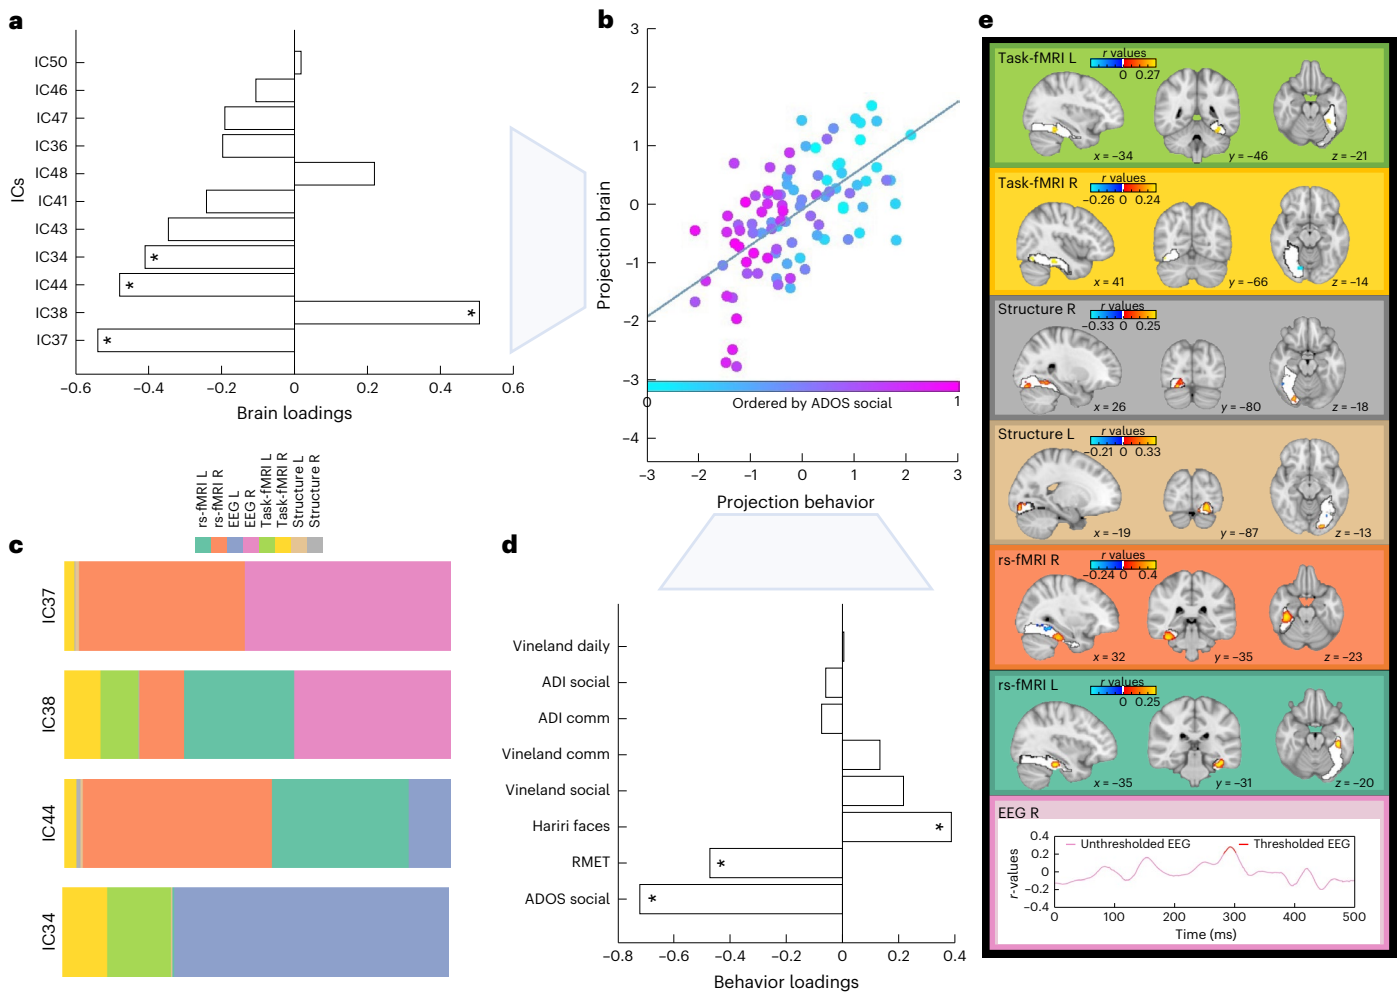 a
IC50
IC46
IC47
IC36
IC48
IC41
IC43
IC34
IC44
IC38
IC37
ICs
*
*
*
*
−0.6 −0.4 −0.2 0 0.2 0.4 0.6
Brain loadings
b
3
2
1
0
−1
−2
−3
−4
Projection brain
0 Ordered by ADOS social 1
−3 −2 −1 0 1 2 3
Projection behavior
c
rs-fMRI L
rs-fMRI R
EEG L
EEG R
Task-fMRI L
Task-fMRI R
Structure L
Structure R
IC37
IC38
IC44
IC34
d
Vineland daily
ADI social
ADI comm
Vineland comm
Vineland social
Hariri faces *
RMET *
ADOS social *
−0.8 −0.6 −0.4 −0.2 0 0.2 0.4
Behavior loadings
e
Task-fMRI L
r values
0 0.27
x = −34 y = −46 z = −21
Task-fMRI R
r values
−0.26 0 0.24
x = 41 y = −66 z = −14
Structure R
r values
−0.33 0 0.25
x = 26 y = −80 z = −18
Structure L
r values
−0.21 0 0.33
x = −19 y = −87 z = −13
rs-fMRI R
r values
−0.24 0 0.4
x = 32 y = −35 z = −23
rs-fMRI L
r values
0 0.25
x = −35 y = −31 z = −20
EEG R
0.4
0.2
0
−0.2
−0.4
r-values
Unthresholded EEG Thresholded EEG
0 100 200 300 400 500
Time (ms)